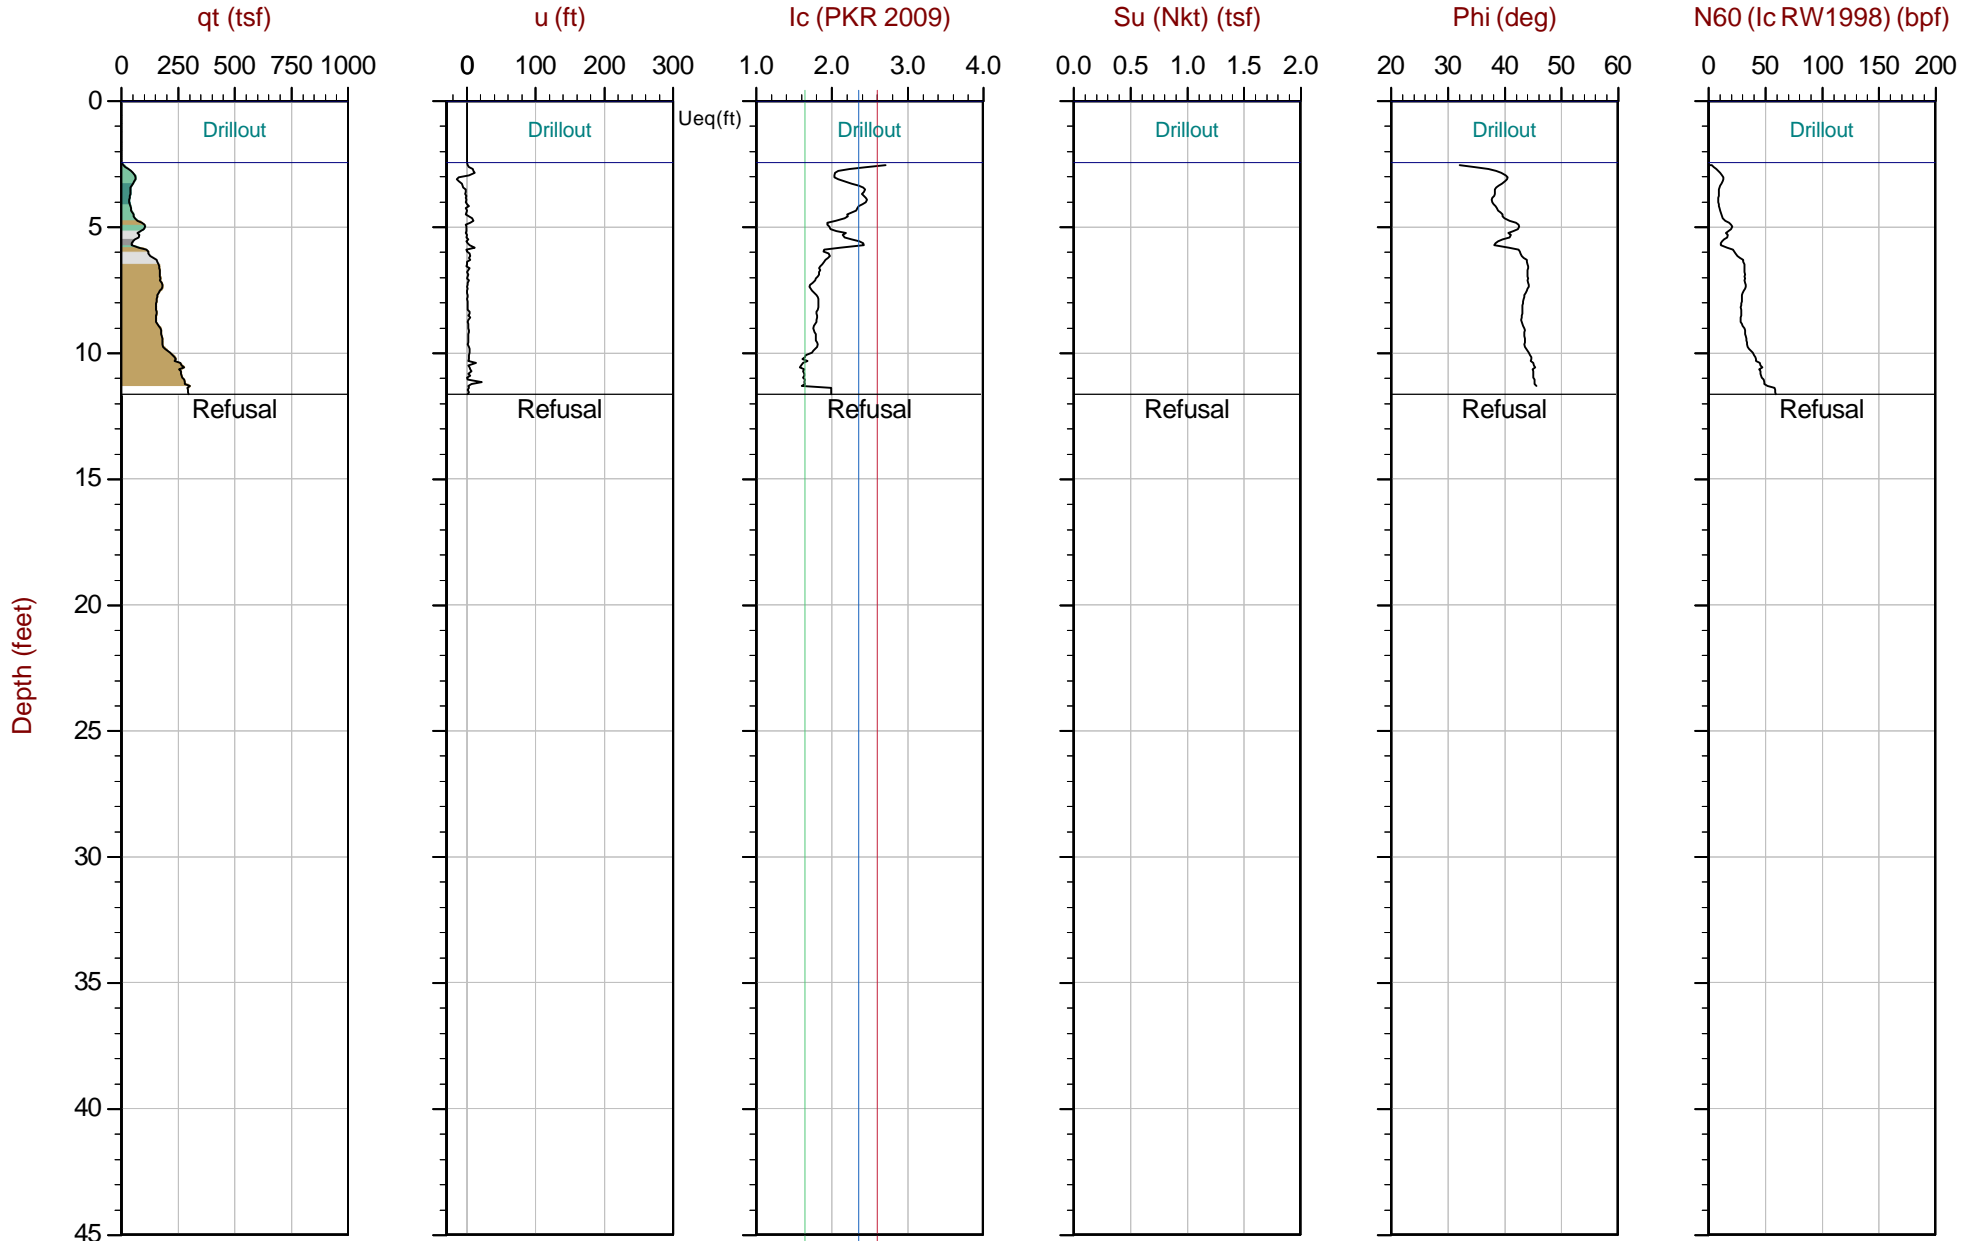 qt (tsf) u (ft) Ic (PKR 2009) Su (Nkt) (tsf) Phi (deg) N60 (Ic RW1998) (bpf)
0 250 500 750 1000 0 100 200 300 1.0 2.0 3.0 4.0 0.0 0.5 1.0 1.5 2.0 20 30 40 50 60 0 50 100 150 200
0
Ueq(ft)
Drillout Drillout Drillout Drillout Drillout Drillout
5
10
Refusal Refusal Refusal Refusal Refusal Refusal
15
20
Depth (feet)
25
30
35
40
45